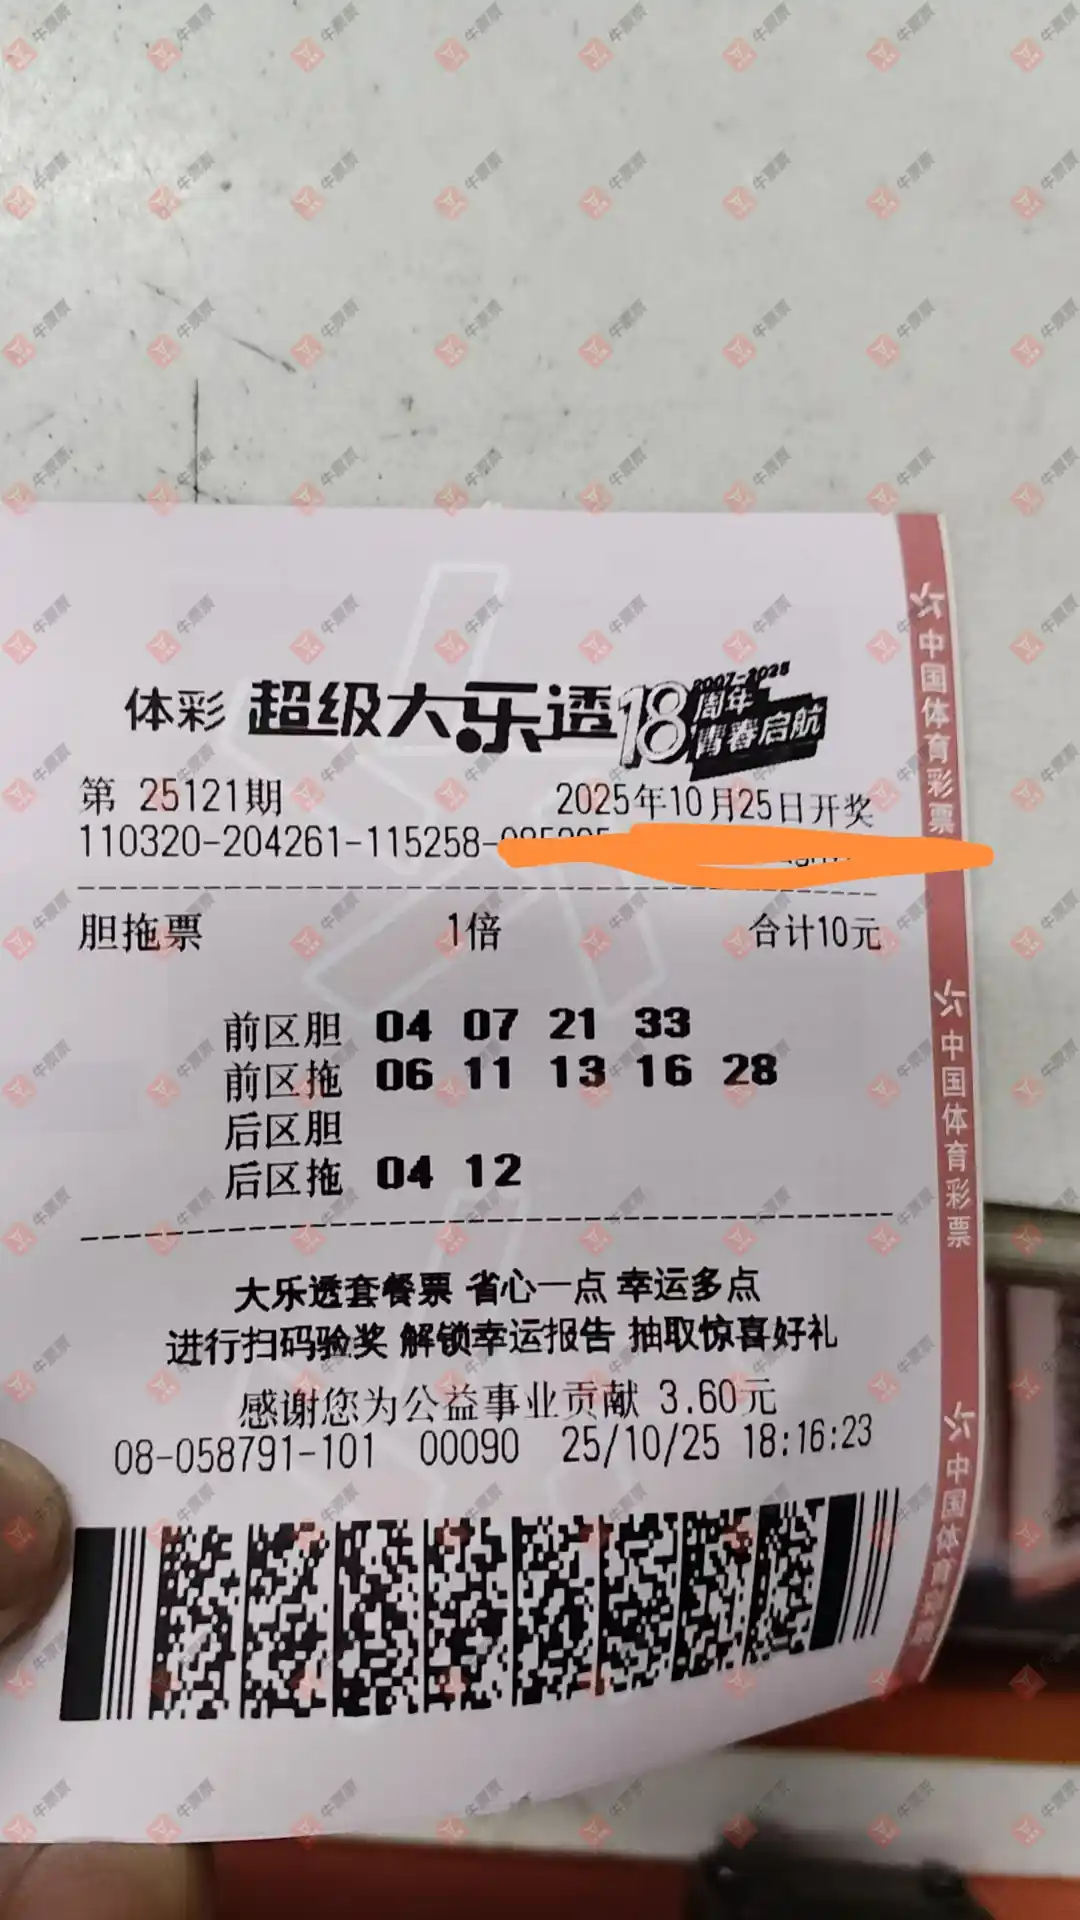 体彩 超级大乐透 18周年 2007-2025 青春启航
第 25121期 2025年10月25日开奖
110320-204261-115258-
胆拖票 1倍 合计10元
前区胆 04 07 21 33
前区拖 06 11 13 16 28
后区胆
后区拖 04 12
大乐透套餐票 省心一点 幸运多点
进行扫码验奖 解锁幸运报告 抽取惊喜好礼
感谢您为公益事业贡献 3.60元
08-058791-101 00090 25/10/25 18:16:23
中国体育彩票
中国体育彩票
中国体育彩票
牛票票